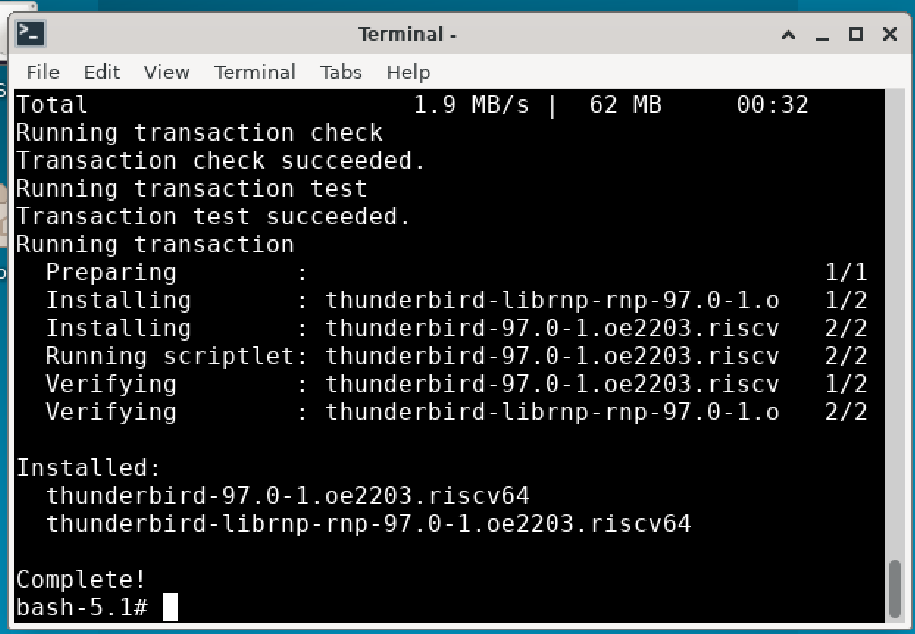 Terminal -
File Edit View Terminal Tabs Help
Total 1.9 MB/s | 62 MB 00:32
Running transaction check
Transaction check succeeded.
Running transaction test
Transaction test succeeded.
Running transaction
Preparing : 1/1
Installing : thunderbird-librnp-rnp-97.0-1.o 1/2
Installing : thunderbird-97.0-1.oe2203.riscv 2/2
Running scriptlet: thunderbird-97.0-1.oe2203.riscv 2/2
Verifying : thunderbird-97.0-1.oe2203.riscv 1/2
Verifying : thunderbird-librnp-rnp-97.0-1.o 2/2
Installed:
thunderbird-97.0-1.oe2203.riscv64
thunderbird-librnp-rnp-97.0-1.oe2203.riscv64
Complete!
bash-5.1#